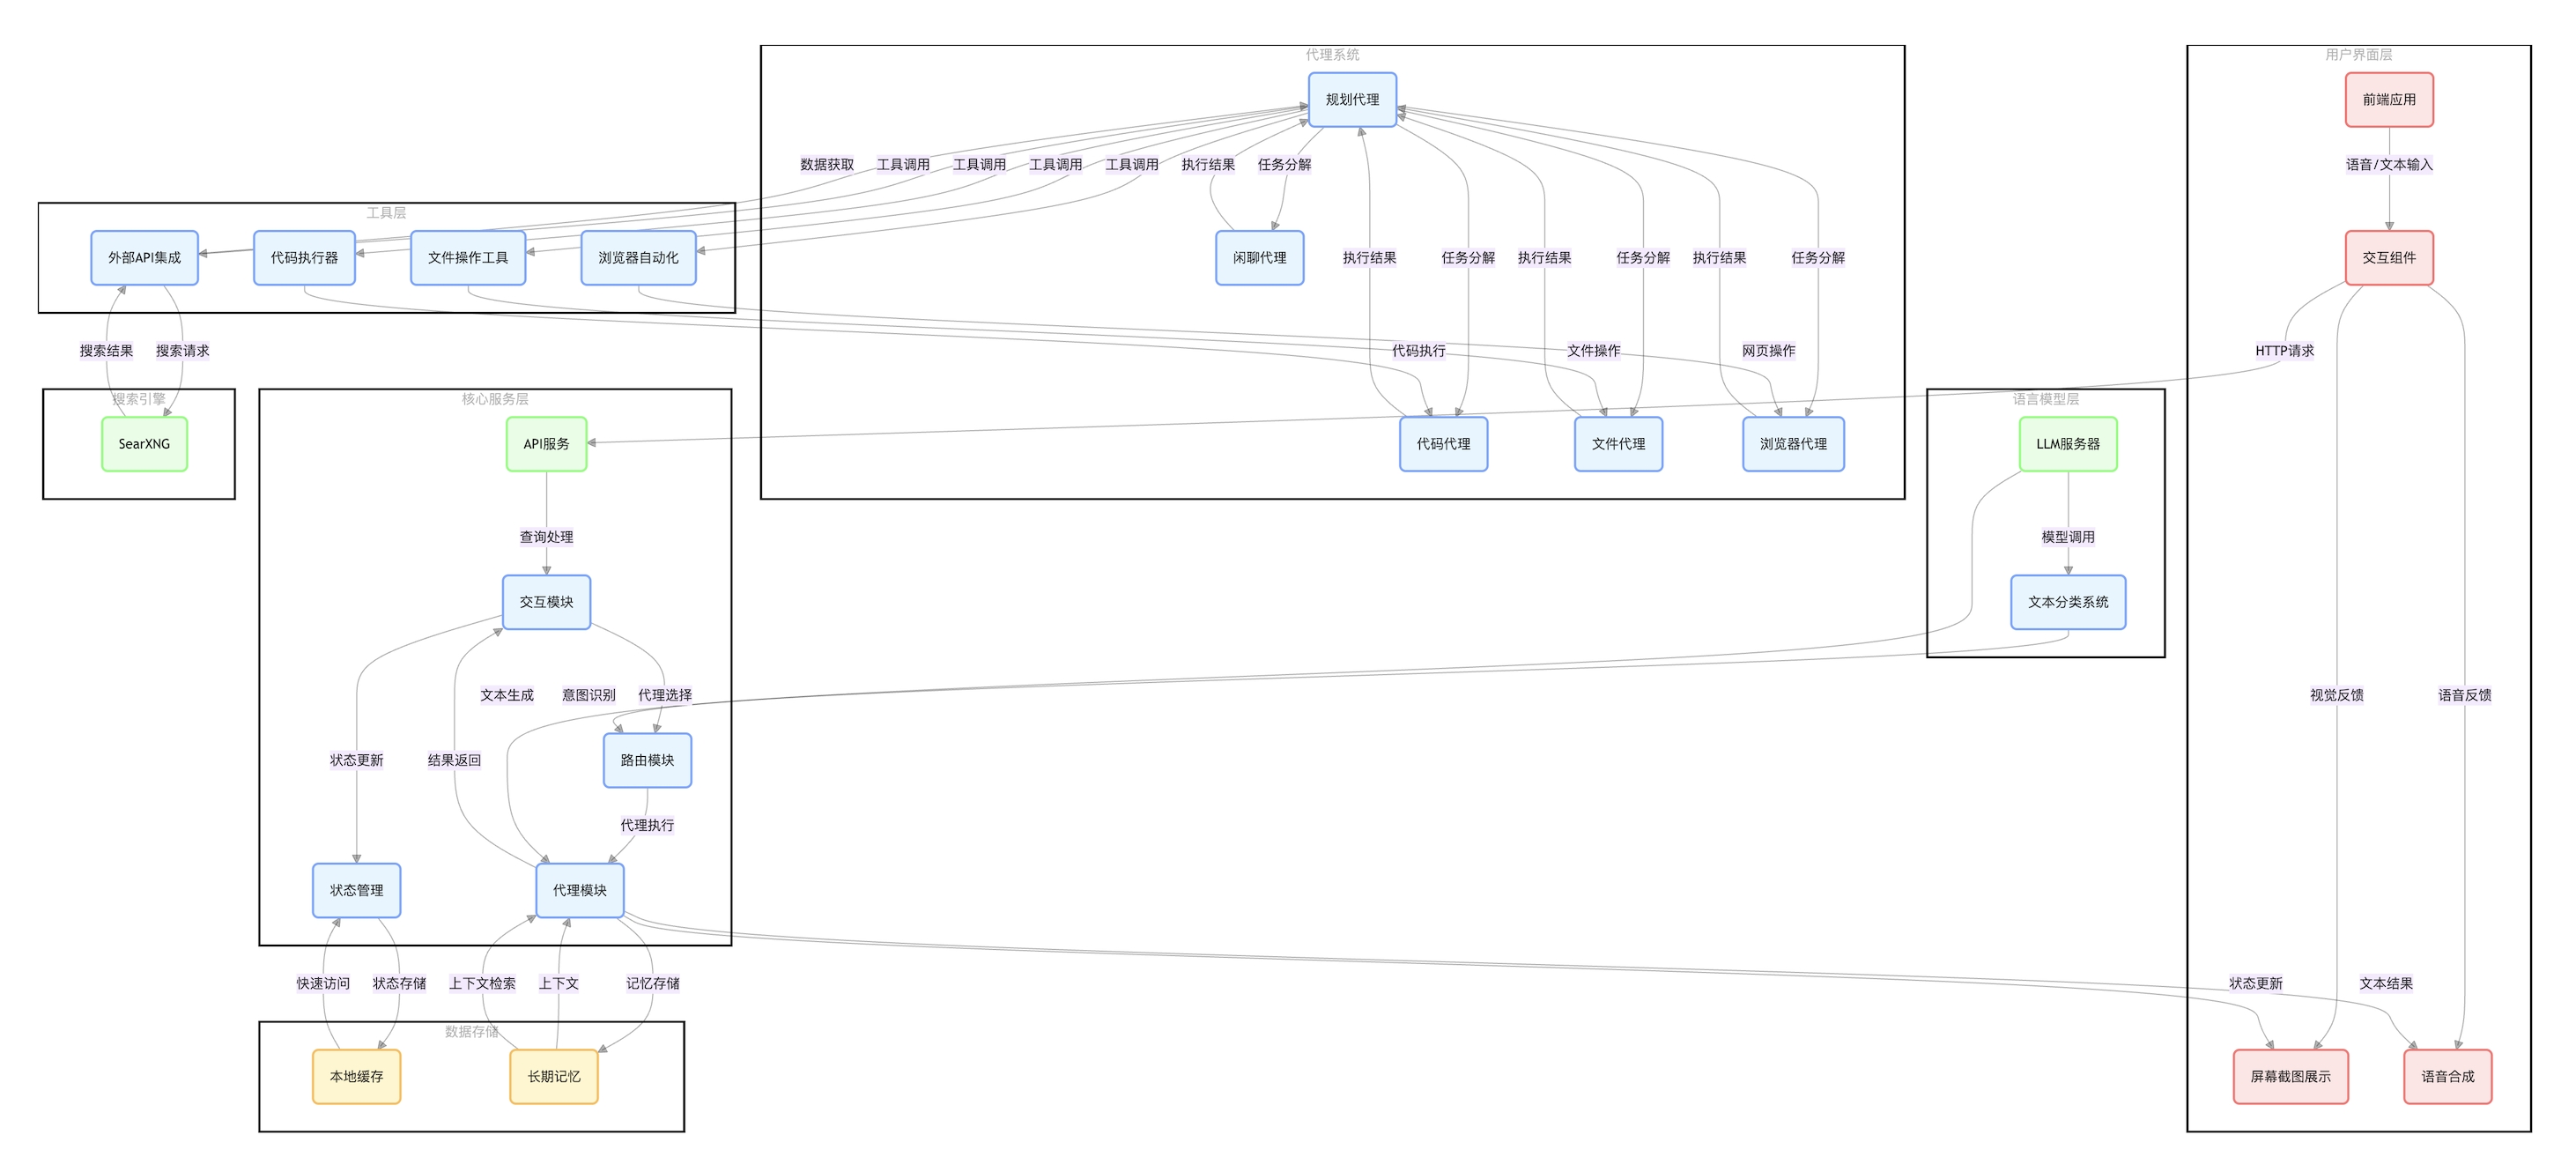 代理系统
用户界面层
规划代理
前端应用
数据获取
工具调用
工具调用
工具调用
工具调用
执行结果
任务分解
语音/文本输入
工具层
外部API集成
代码执行器
文件操作工具
浏览器自动化
闲聊代理
执行结果
任务分解
执行结果
任务分解
执行结果
任务分解
交互组件
搜索结果
搜索请求
代码执行
文件操作
网页操作
HTTP请求
搜索引擎
核心服务层
语言模型层
SearXNG
API服务
代码代理
文件代理
浏览器代理
LLM服务器
查询处理
模型调用
交互模块
文本分类系统
文本生成
意图识别
代理选择
视觉反馈
语音反馈
状态更新
结果返回
路由模块
代理执行
状态管理
代理模块
快速访问
状态存储
上下文检索
上下文
记忆存储
状态更新
文本结果
数据存储
本地缓存
长期记忆
屏幕截图展示
语音合成